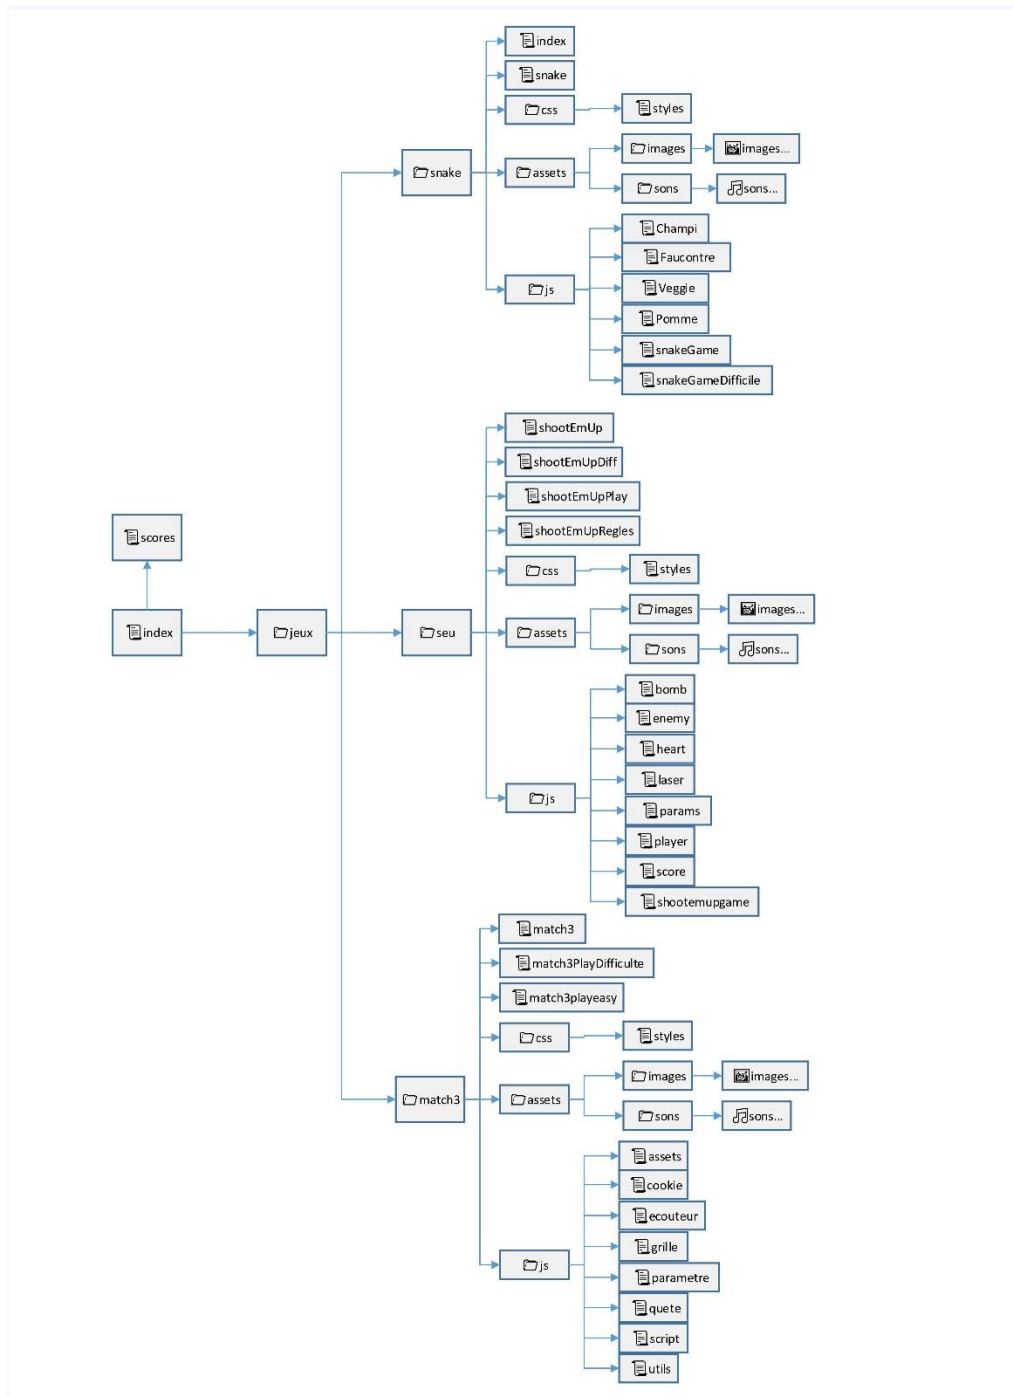 index
snake
css
styles
images
images...
snake
assets
sons
sons...
Champi
Faucontre
js
Veggie
Pomme
snakeGame
snakeGameDifficile
shootEmUp
shootEmUpDiff
shootEmUpPlay
scores
shootEmUpRegles
css
styles
images
images...
index
jeux
seu
assets
sons
sons...
bomb
enemy
heart
laser
js
params
player
score
shootemupgame
match3
match3PlayDifficulte
match3playeasy
css
styles
images
images...
match3
assets
sons
sons...
assets
cookie
ecouteur
grille
js
parametre
quete
script
utils